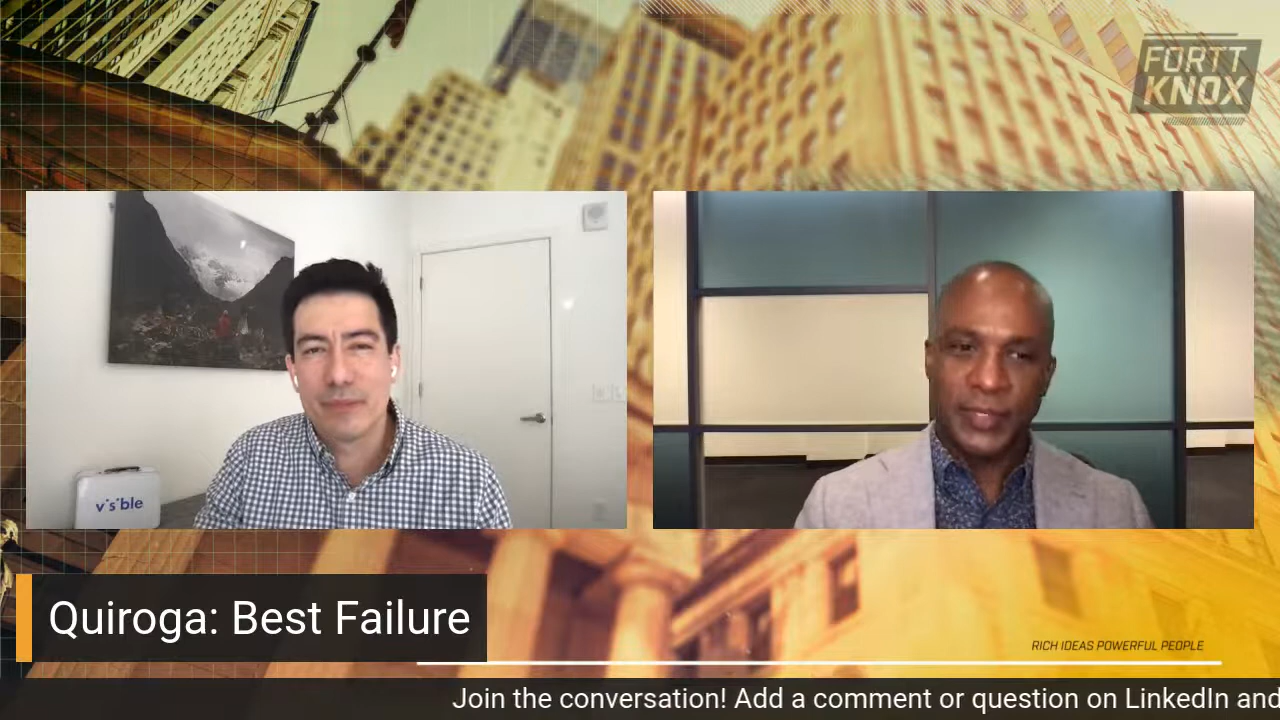 FORTT
KNOX
v·s·ble
Quiroga: Best Failure
RICH IDEAS POWERFUL PEOPLE
Join the conversation! Add a comment or question on LinkedIn and